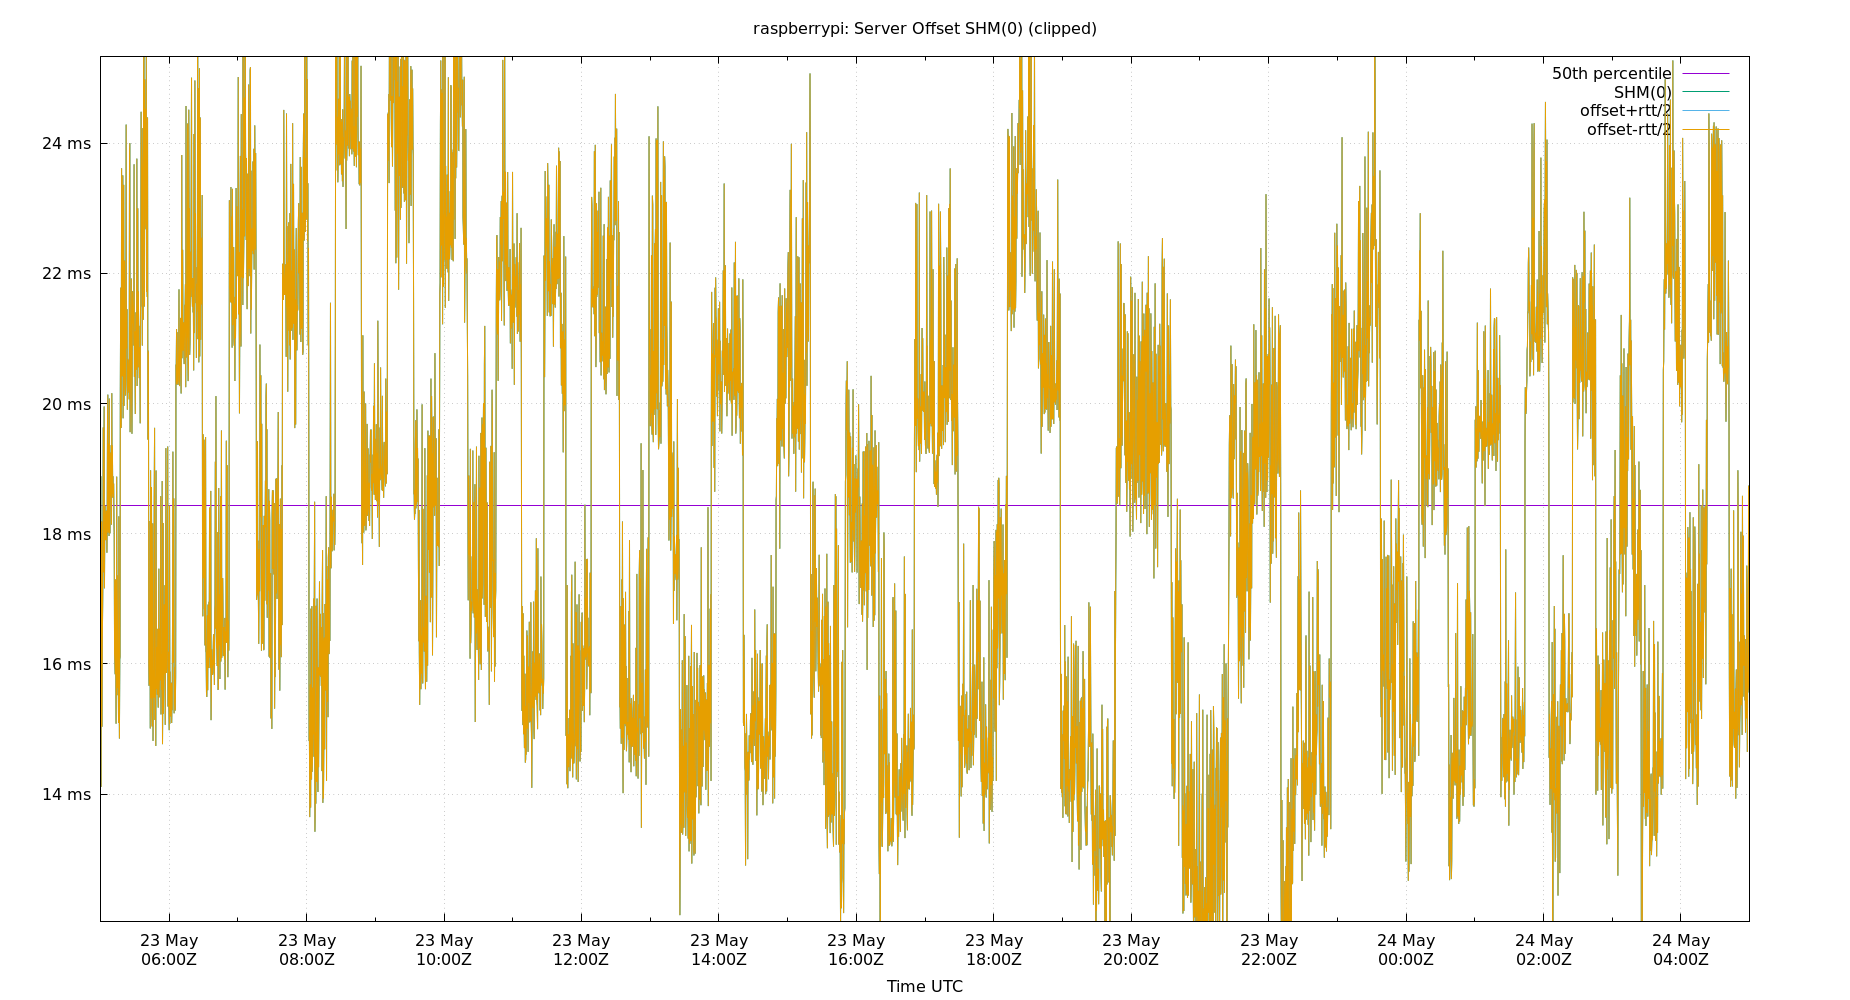 raspberrypi: Server Offset SHM(0) (clipped)
50th percentile
SHM(0)
offset+rtt/2
offset-rtt/2
24 ms
22 ms
20 ms
18 ms
16 ms
14 ms
23 May 23 May 23 May 23 May 23 May 23 May 23 May 23 May 23 May 24 May 24 May 24 May
06:00Z 08:00Z 10:00Z 12:00Z 14:00Z 16:00Z 18:00Z 20:00Z 22:00Z 00:00Z 02:00Z 04:00Z
Time UTC